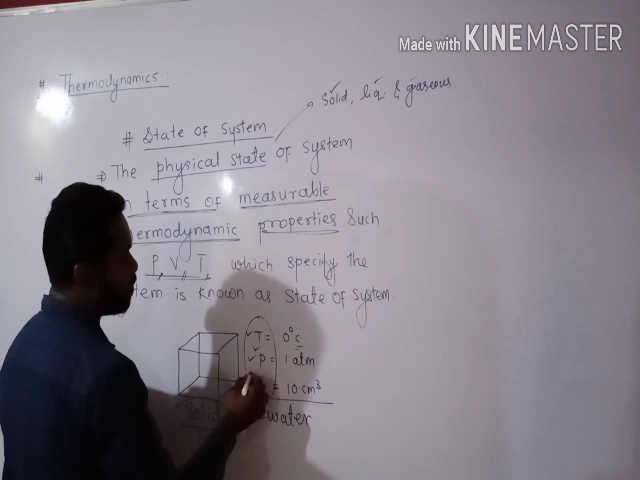 Made with KINEMASTER
# Thermodynamics:
Solid, liq. & gaseous
# State of System
# ⇒ The physical state of system
terms of measurable
properties Such
P, V, T which specify the
is known as State of System.
T = 0°c
P = 1 atm
= 10 cm³
Solid water